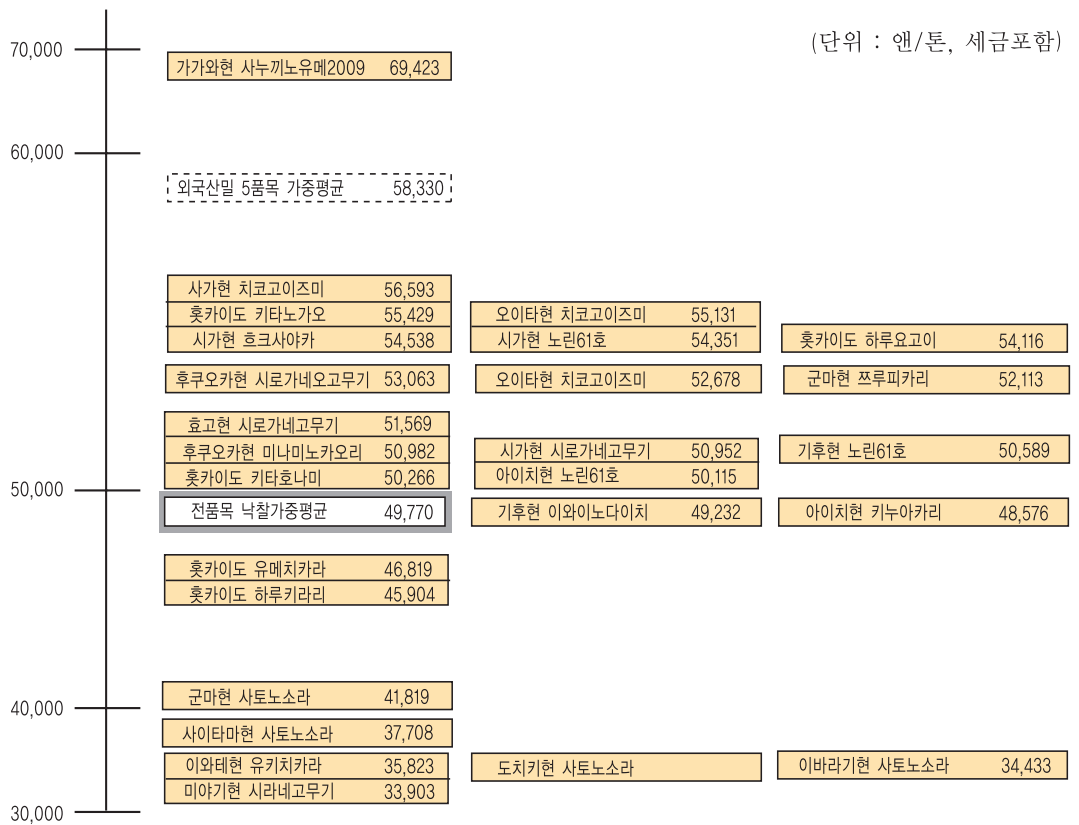 (단위 : 앤/톤, 세금포함)
70,000
가가와현 사누끼노유메2009 69,423
60,000
외국산밀 5품목 가중평균 58,330
사가현 치코고이즈미 56,593
홋카이도 키타노가오 55,429
오이타현 치코고이즈미 55,131
시가현 흐크사야카 54,538
시가현 노린61호 54,351
홋카이도 하루요고이 54,116
후쿠오카현 시로가네오고무기 53,063
오이타현 치코고이즈미 52,678
군마현 쯔루피카리 52,113
효고현 시로가네고무기 51,569
후쿠오카현 미나미노카오리 50,982
시가현 시로가네고무기 50,952
기후현 노린61호 50,589
홋카이도 키타호나미 50,266
아이치현 노린61호 50,115
50,000
전품목 낙찰가중평균 49,770
기후현 이와이노다이치 49,232
아이치현 키누아카리 48,576
홋카이도 유메치카라 46,819
홋카이도 하루키라리 45,904
군마현 사토노소라 41,819
40,000
사이타마현 사토노소라 37,708
이와테현 유키치카라 35,823
도치키현 사토노소라
이바라기현 사토노소라 34,433
미야기현 시라네고무기 33,903
30,000